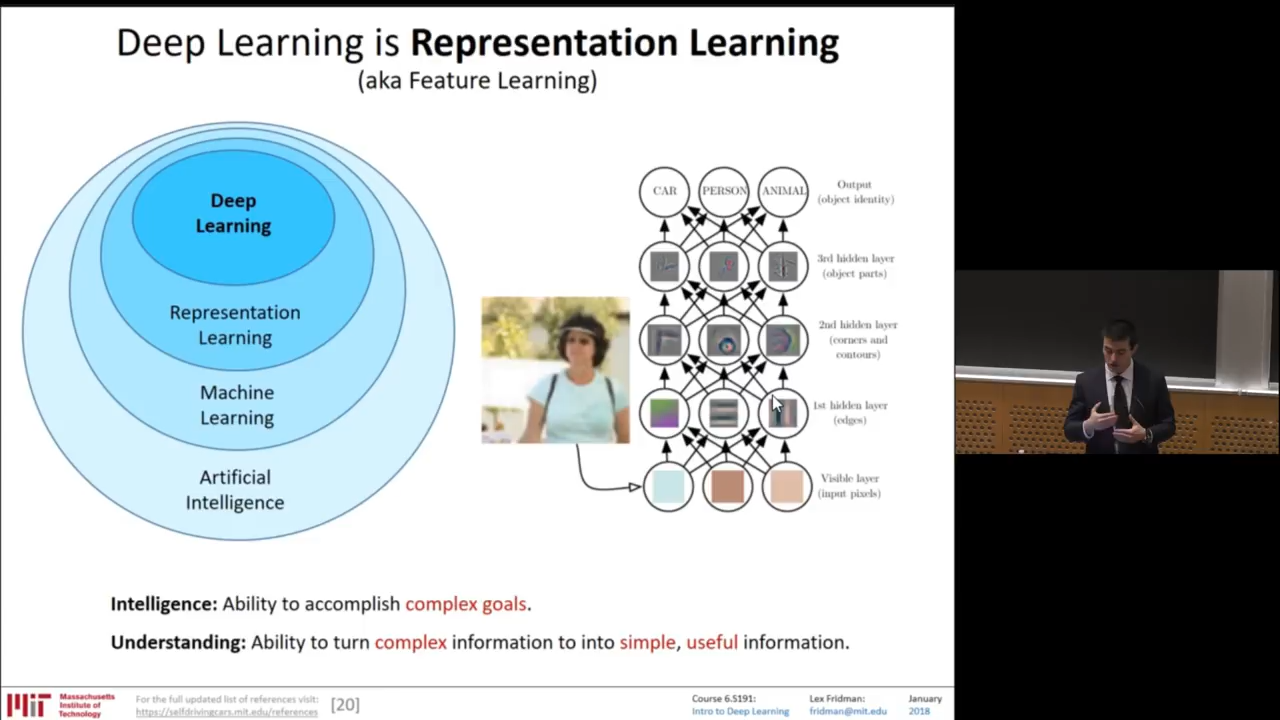 Deep Learning is Representation Learning
(aka Feature Learning)
Deep
Learning
Representation
Learning
Machine
Learning
Artificial
Intelligence
CAR
PERSON
ANIMAL
Output
(object identity)
3rd hidden layer
(object parts)
2nd hidden layer
(corners and
contours)
1st hidden layer
(edges)
Visible layer
(input pixels)
Intelligence: Ability to accomplish complex goals.
Understanding: Ability to turn complex information to into simple, useful information.
MIT
Massachusetts
Institute of
Technology
For the full updated list of references visit:
https://selfdrivingcars.mit.edu/references
[20]
Course 6.S191:
Intro to Deep Learning
Lex Fridman:
fridman@mit.edu
January
2018